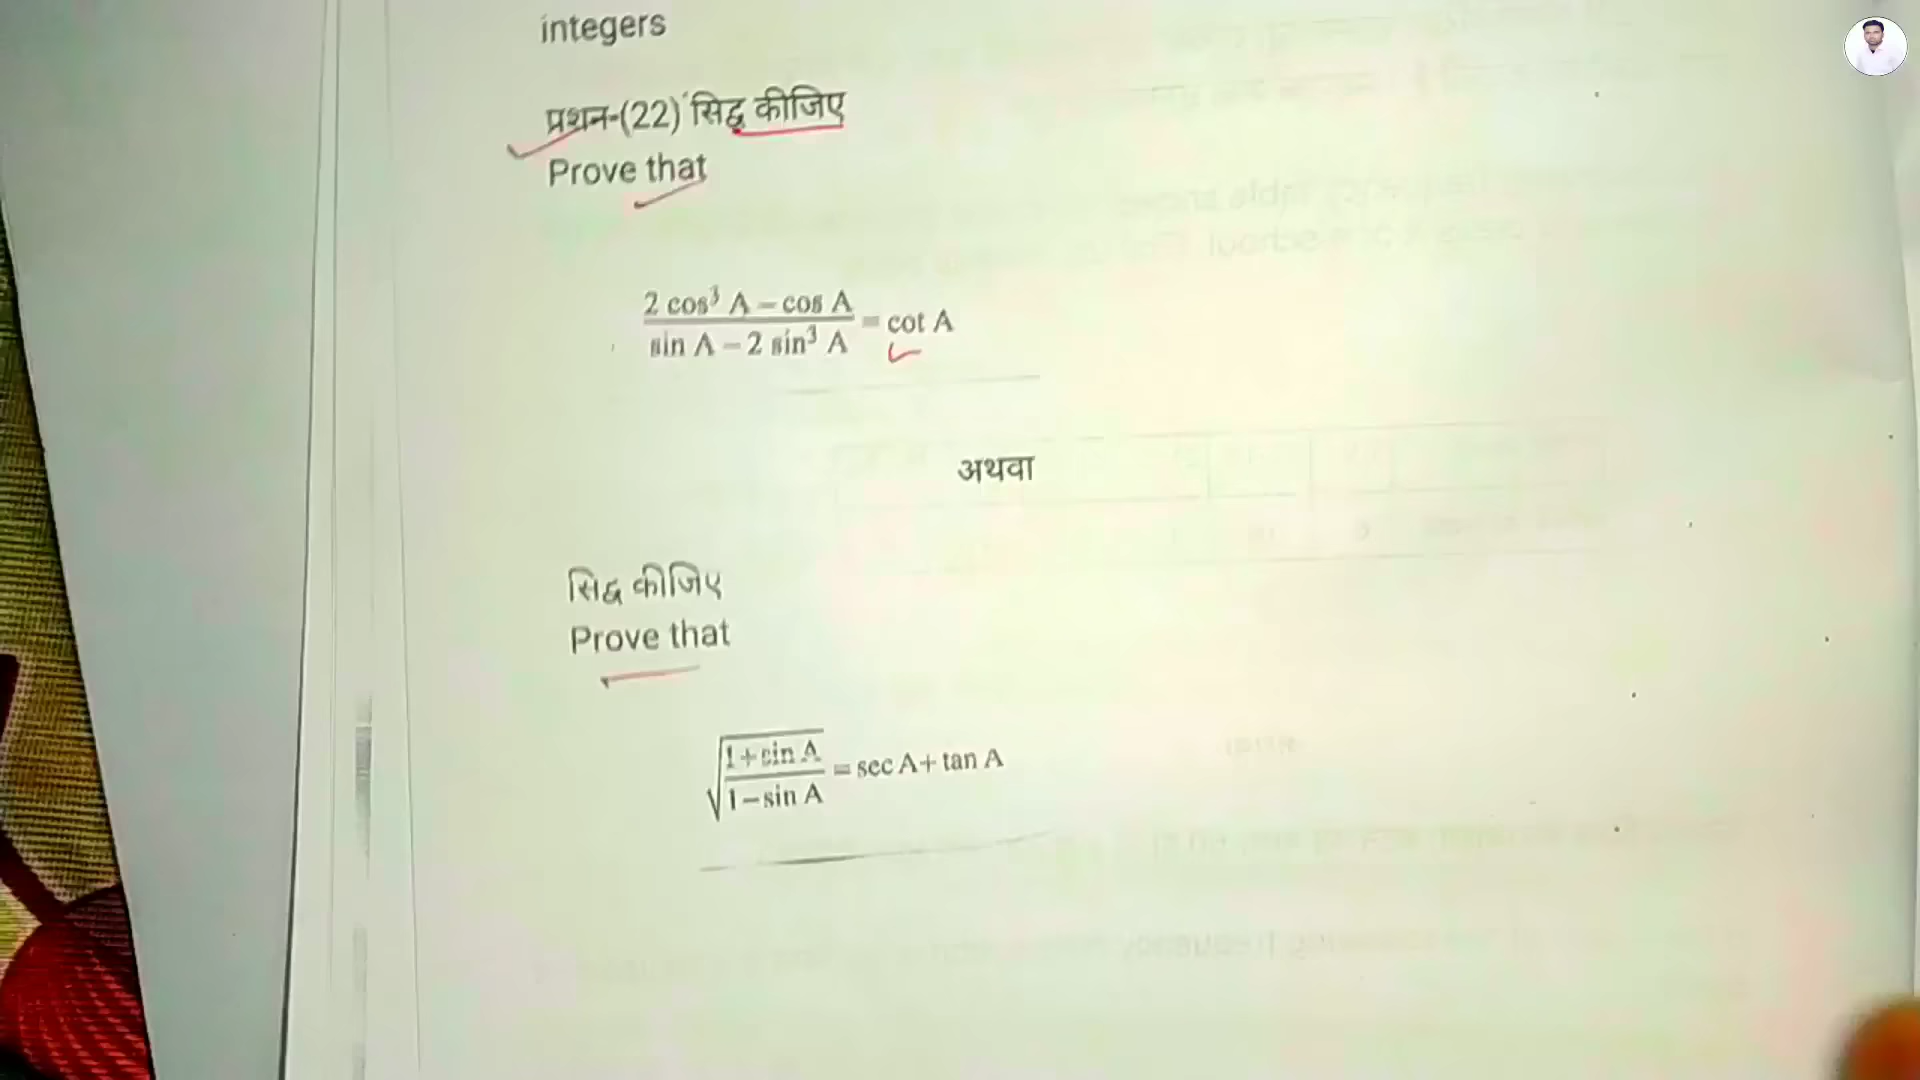 integers
प्रशन-(22) सिद्ध कीजिए
Prove that
2 cos³ A – cos A
sin A – 2 sin³ A
= cot A
अथवा
सिद्ध कीजिए
Prove that
√
1+sin A
1–sin A
= sec A+ tan A